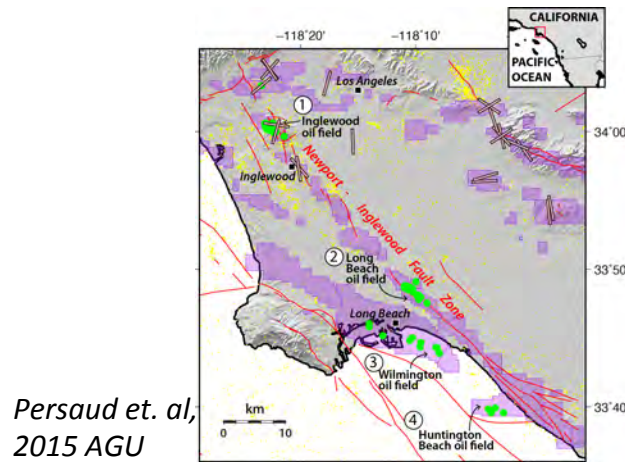 CALIFORNIA
PACIFIC
OCEAN
-118°20'
-118°10'
Los Angeles
1
Inglewood
oil field
34°00'
Inglewood
Newport - Inglewood Fault Zone
2
Long
Beach
oil field
33°50'
Long Beach
3
Wilmington
oil field
4
Huntington
Beach oil field
33°40'
km
0 10
Persaud et. al,
2015 AGU